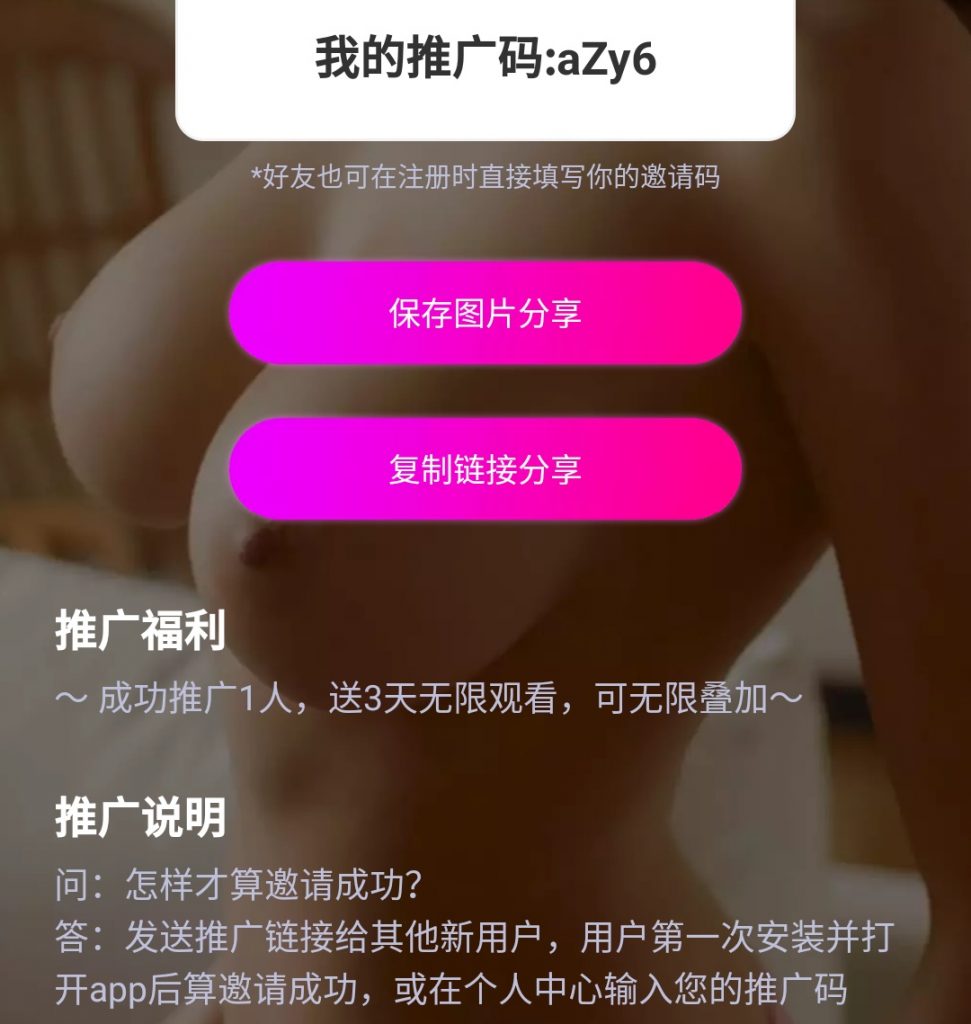 我的推广码:aZy6
*好友也可在注册时直接填写你的邀请码
保存图片分享
复制链接分享
推广福利
～ 成功推广1人，送3天无限观看，可无限叠加～
推广说明
问：怎样才算邀请成功？
答：发送推广链接给其他新用户，用户第一次安装并打
开app后算邀请成功，或在个人中心输入您的推广码